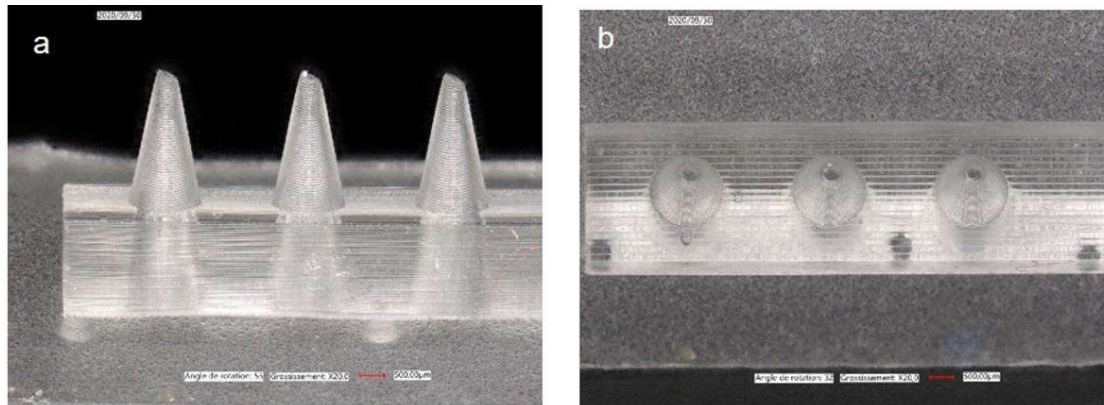 2020/09/30
a
Angle de rotation: 53 Grossissement: X20,0 500,00µm
2020/09/30
b
Angle de rotation: 32 Grossissement: X20,0 500,00µm